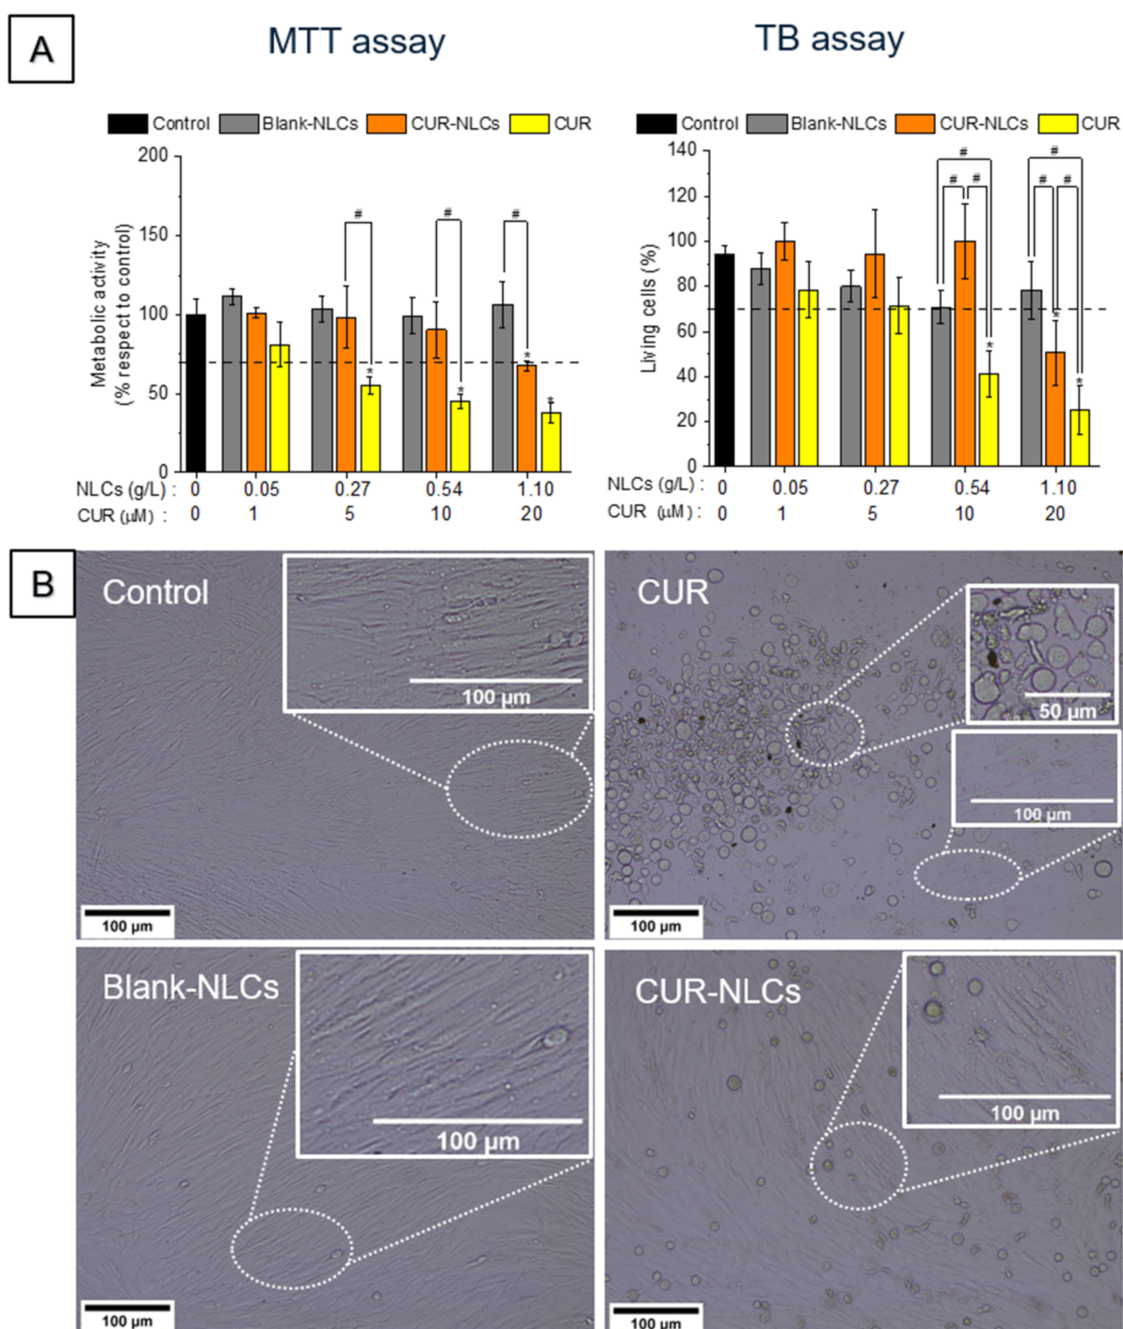 A
MTT assay
TB assay
Control Blank-NLCs CUR-NLCs CUR
Control Blank-NLCs CUR-NLCs CUR
Metabolic activity
(% respect to control)
200
150
100
50
0
# # #
* * * *
NLCs (g/L) : 0 0.05 0.27 0.54 1.10
CUR (μM) : 0 1 5 10 20
Living cells (%)
140
120
100
80
60
40
20
0
# #
# # # #
* * *
NLCs (g/L) : 0 0.05 0.27 0.54 1.10
CUR (μM) : 0 1 5 10 20
B
Control
100 μm
100 μm
CUR
50 μm
100 μm
100 μm
Blank-NLCs
100 μm
100 μm
CUR-NLCs
100 μm
100 μm